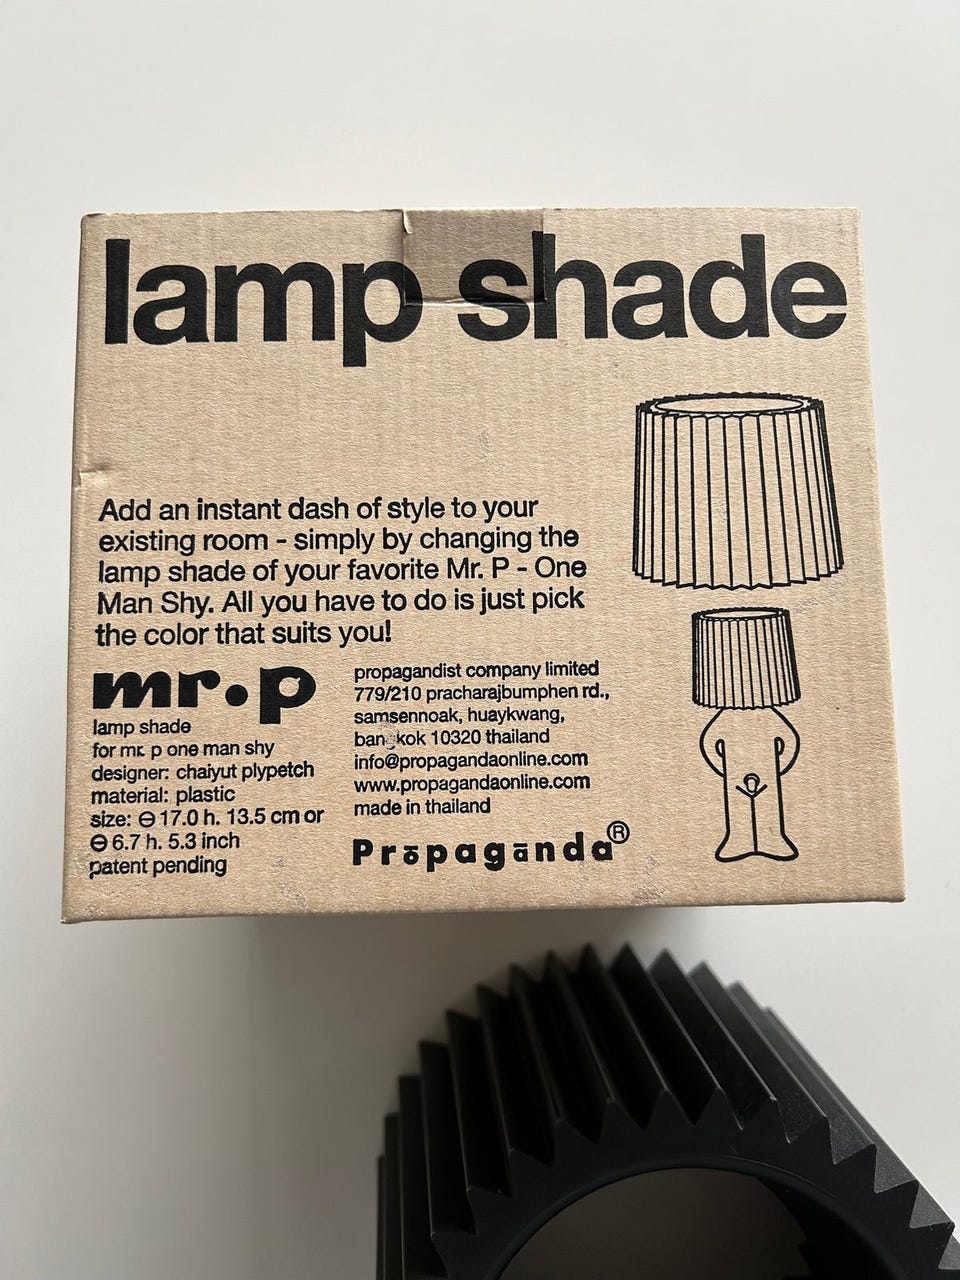 lamp shade
Add an instant dash of style to your
existing room - simply by changing the
lamp shade of your favorite Mr. P - One
Man Shy. All you have to do is just pick
the color that suits you!
mr.p
lamp shade
for mr. p one man shy
designer: chaiyut plypetch
material: plastic
size: ⊖ 17.0 h. 13.5 cm or
⊖ 6.7 h. 5.3 inch
patent pending
propagandist company limited
779/210 pracharajbumphen rd.,
samsennoak, huaykwang,
bangkok 10320 thailand
info@propagandaonline.com
www.propagandaonline.com
made in thailand
Prōpagānda®